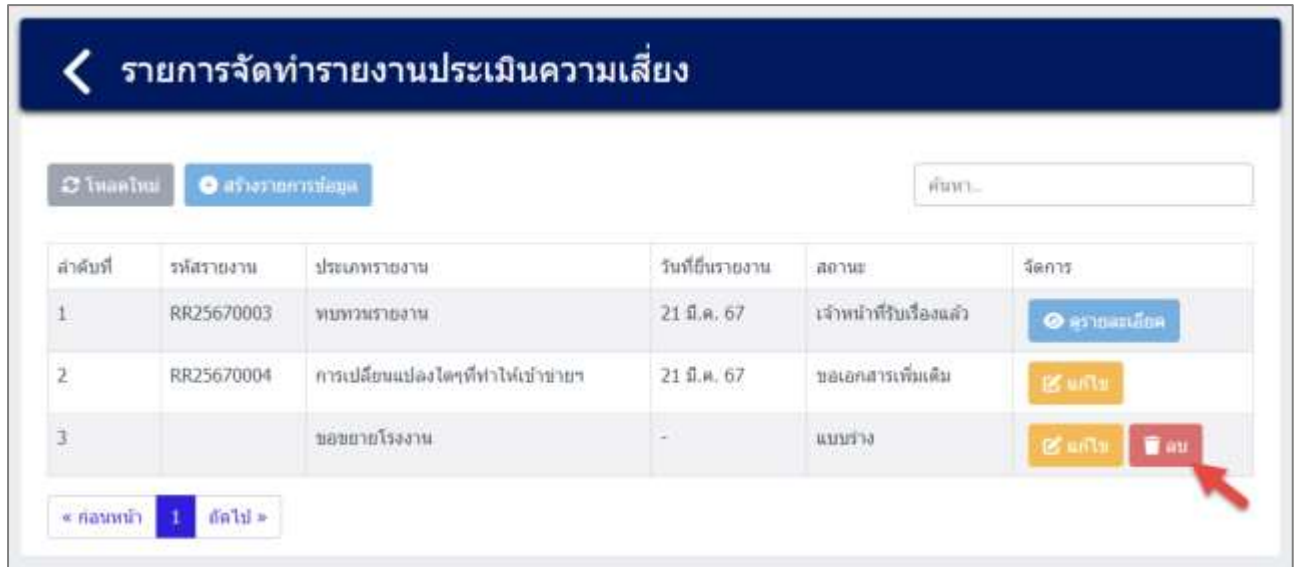 รายการจัดทำรายงานประเมินความเสี่ยง
โหลดใหม่ สร้างรายการข้อมูล ค้นหา...
ลำดับที่ รหัสรายงาน ประเภทรายงาน วันที่ยื่นรายงาน สถานะ จัดการ
1 RR25670003 ทบทวนรายงาน 21 มี.ค. 67 เจ้าหน้าที่รับเรื่องแล้ว ดูรายละเอียด
2 RR25670004 การเปลี่ยนแปลงใดๆที่ทำให้เข้าข่ายฯ 21 มี.ค. 67 ขอเอกสารเพิ่มเติม แก้ไข
3 ขอขยายโรงงาน - แบบร่าง แก้ไข ลบ
« ก่อนหน้า 1 ถัดไป »